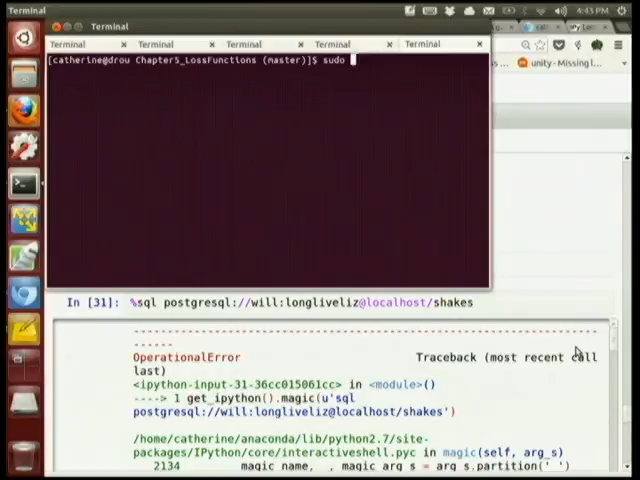 Terminal
4:43 PM
Terminal
Terminal
Terminal
Terminal
Terminal
Terminal
[catherine@drou Chapter5_LossFunctions (master)]$ sudo
unity - Missing l
In [31]: %sql postgresql://will:longliveliz@localhost/shakes
---------------------------------------------------------------------------
OperationalError Traceback (most recent call
last)
<ipython-input-31-36cc015061cc> in <module>()
----> 1 get_ipython().magic(u'sql
postgresql://will:longliveliz@localhost/shakes')
/home/catherine/anaconda/lib/python2.7/site-
packages/IPython/core/interactiveshell.pyc in magic(self, arg_s)
2134 magic_name, _, magic_arg_s = arg_s.partition(' ')